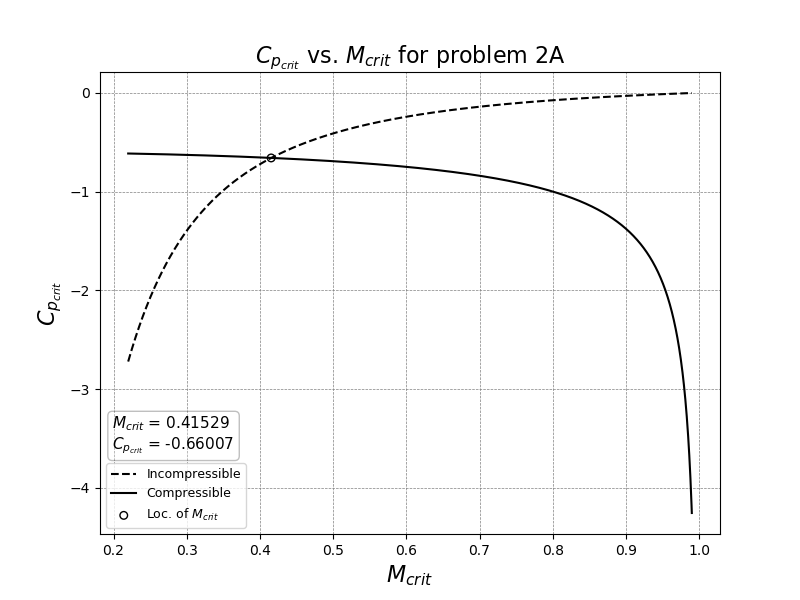 C_{p_{crit}} vs. M_{crit} for problem 2A
C_{p_{crit}}
0
−1
−2
−3
−4
M_{crit} = 0.41529
C_{p_{crit}} = -0.66007
Incompressible
Compressible
Loc. of M_{crit}
0.2 0.3 0.4 0.5 0.6 0.7 0.8 0.9 1.0
M_{crit}